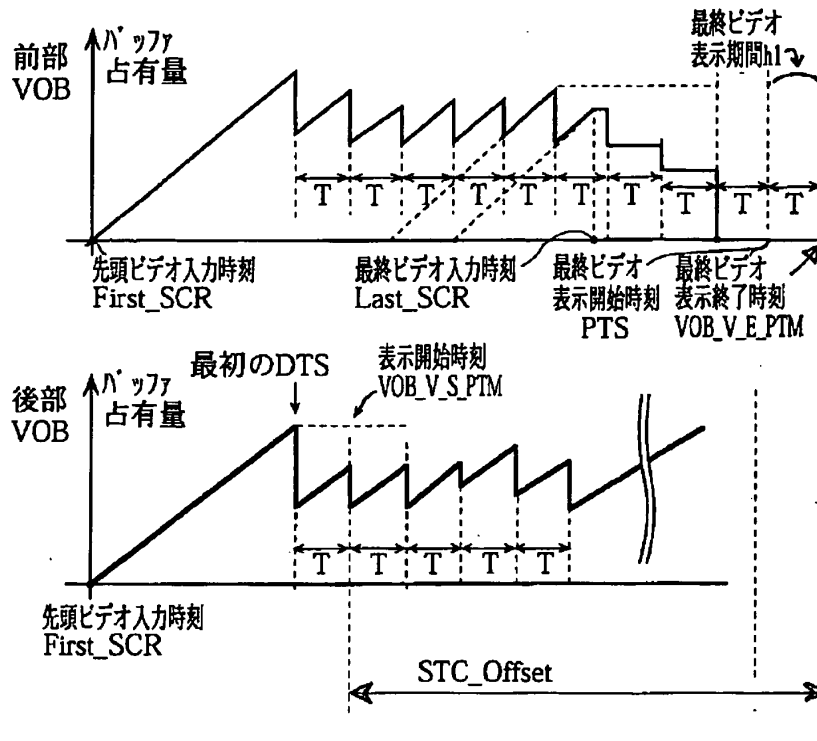 前部
VOB
バッファ
占有量
最終ビデオ
表示期間h1
T T T T T T T T T T
先頭ビデオ入力時刻
First_SCR
最終ビデオ入力時刻
Last_SCR
最終ビデオ
表示開始時刻
PTS
最終ビデオ
表示終了時刻
VOB_V_E_PTM
後部
VOB
バッファ
占有量
最初のDTS
表示開始時刻
VOB_V_S_PTM
T T T T T
先頭ビデオ入力時刻
First_SCR
STC_Offset